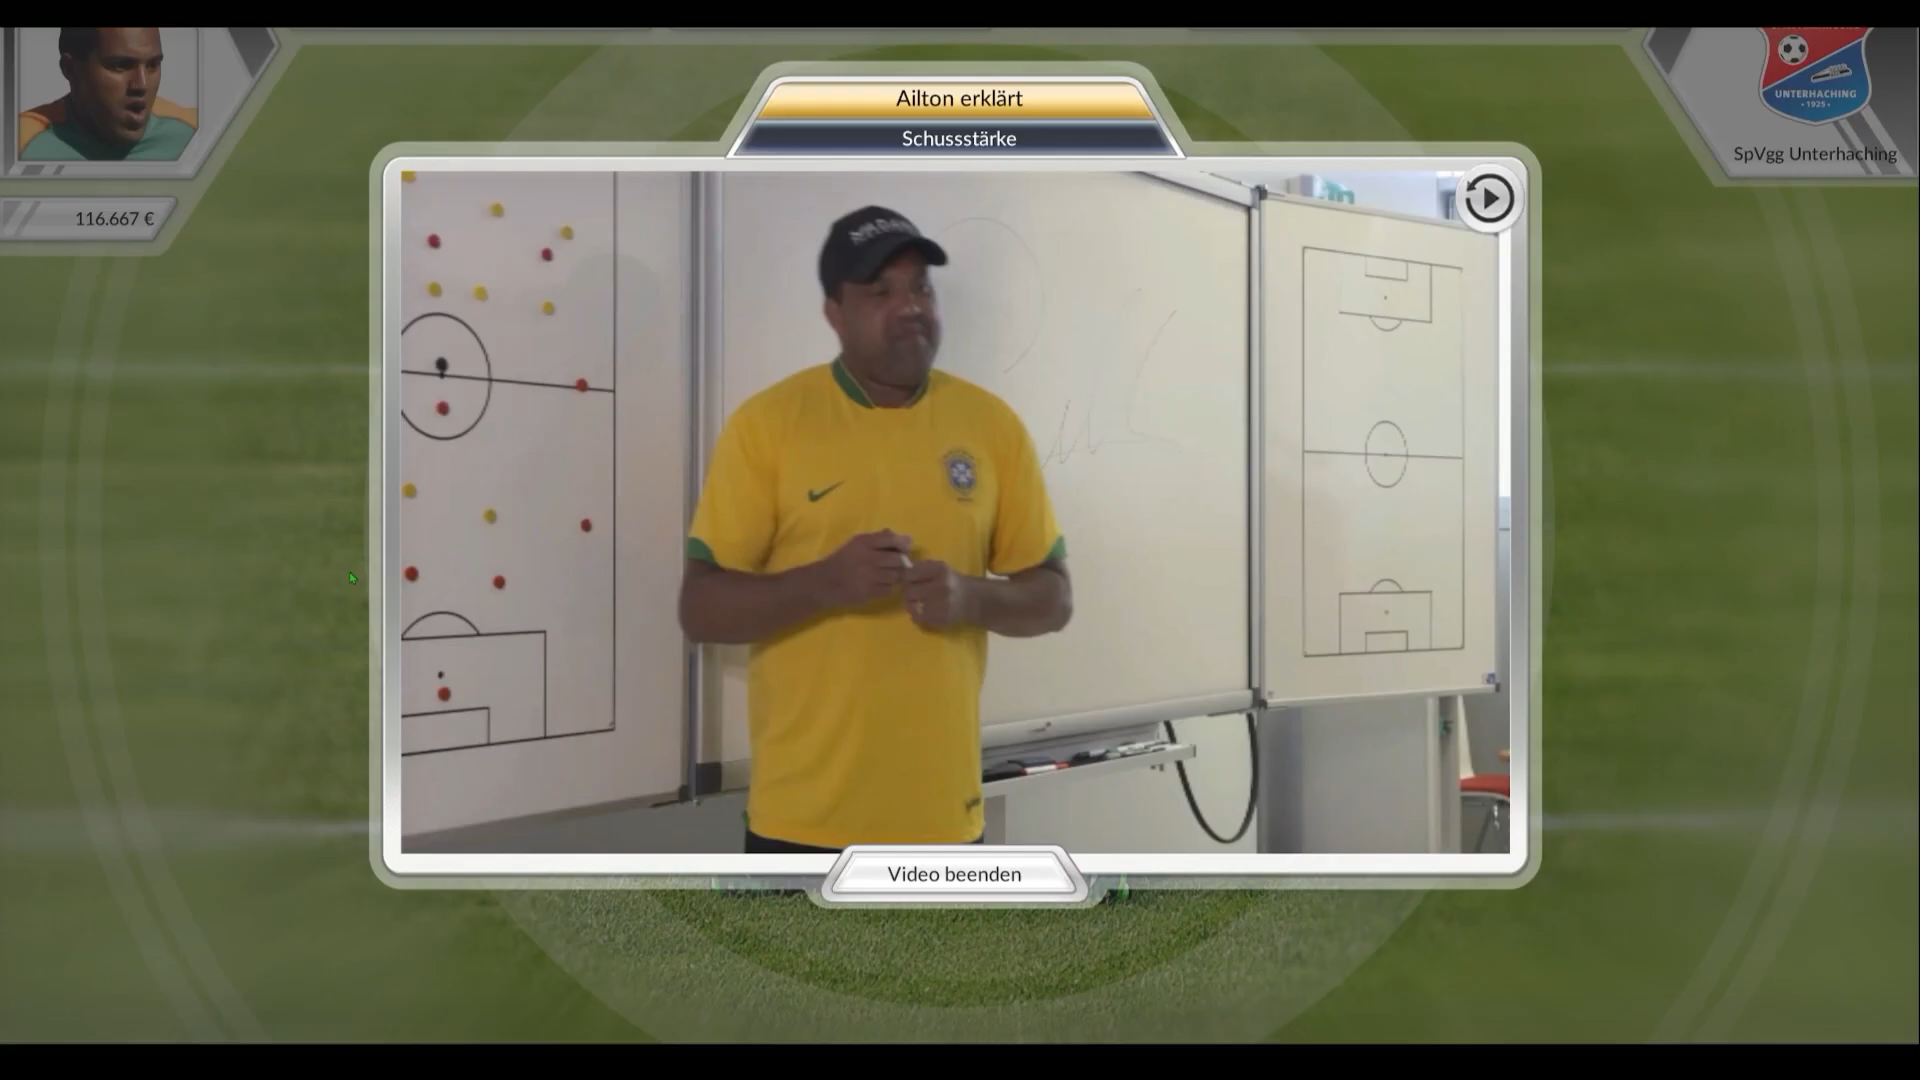 Ailton erklärt
Schussstärke
UNTERHACHING
• 1925 •
SpVgg Unterhaching
116.667 €
Video beenden